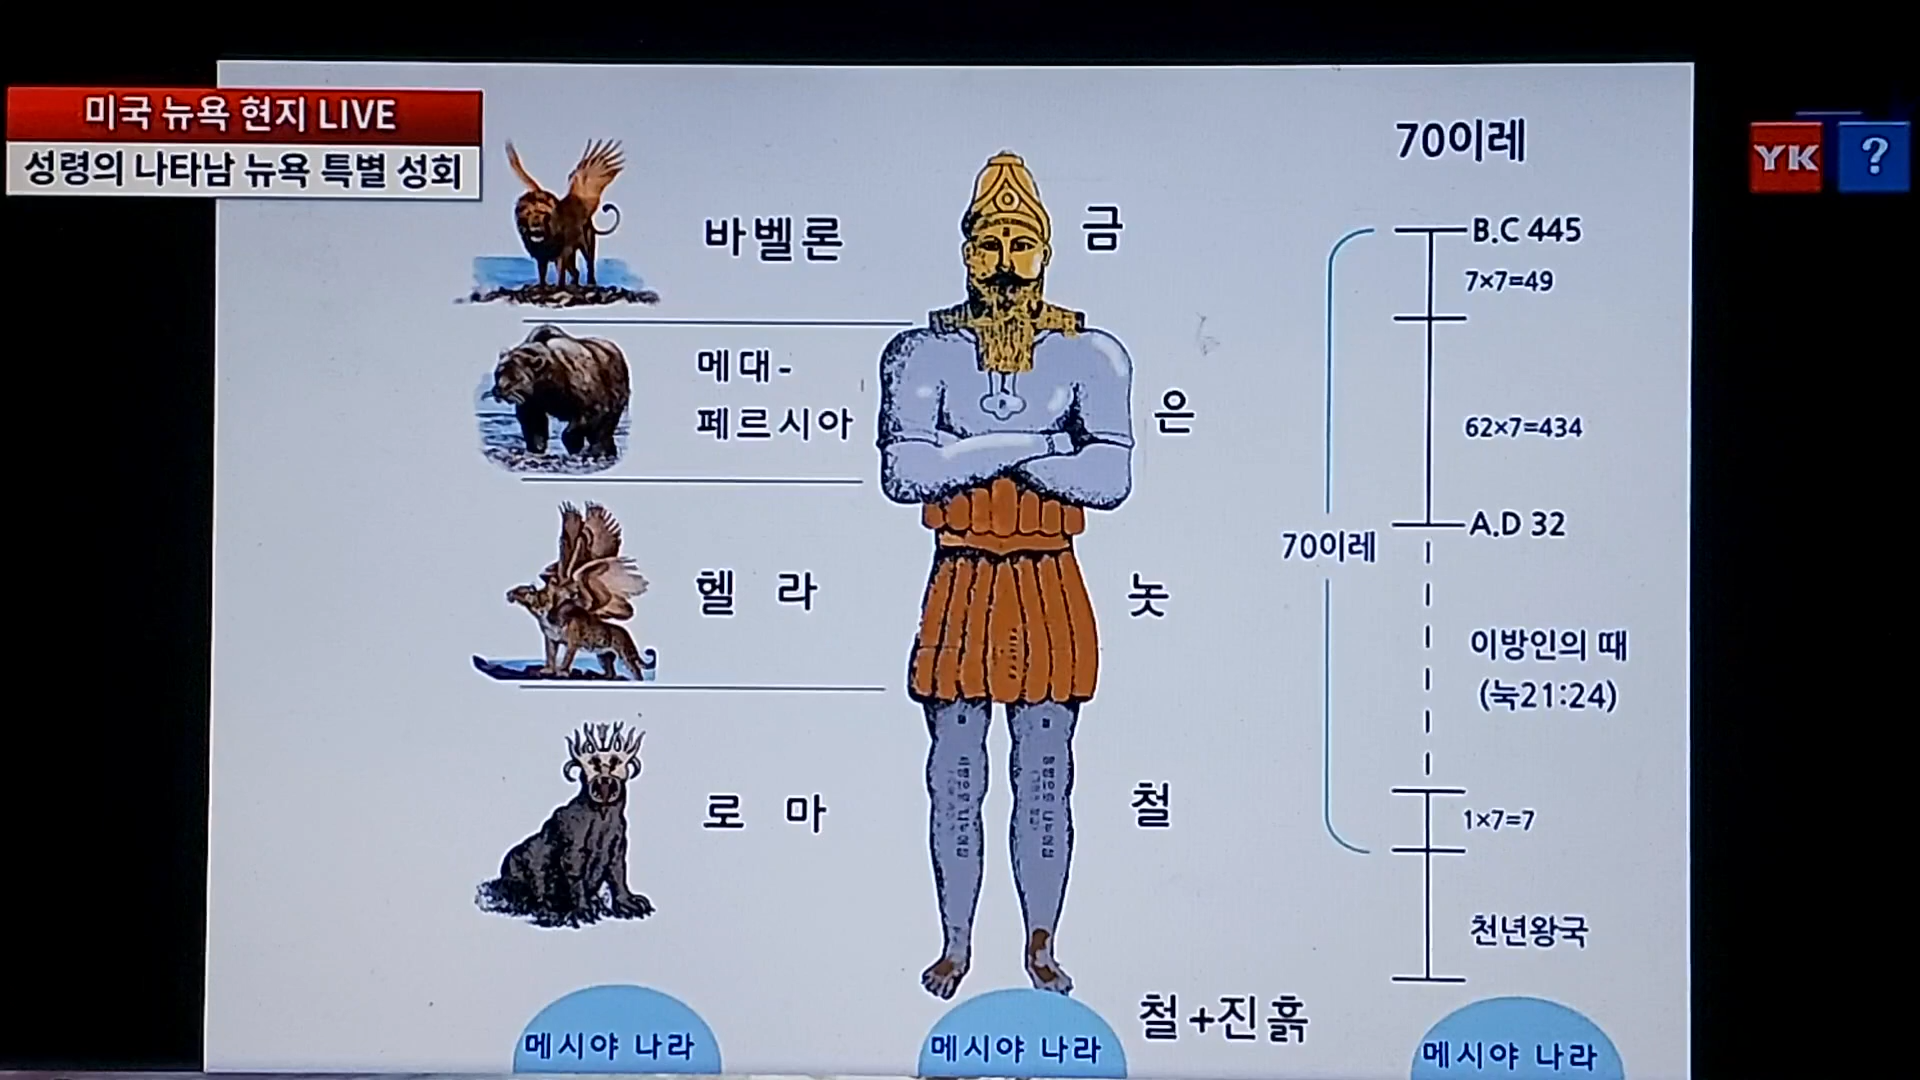 미국 뉴욕 현지 LIVE
성령의 나타남 뉴욕 특별 성회
YK ?
바벨론
금
메대-
페르시아
은
헬 라
놋
로 마
철
철+진흙
70이레
B.C 445
7×7=49
62×7=434
A.D 32
70이레
이방인의 때
(눅21:24)
1×7=7
천년왕국
메시야 나라
메시야 나라
메시야 나라